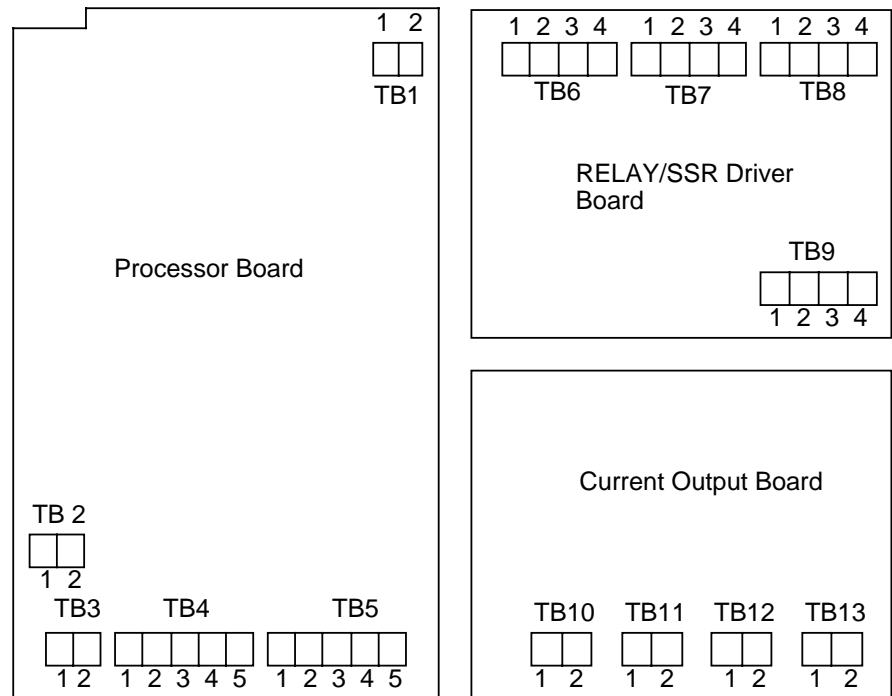 1 2
TB1
Processor Board
TB 2
1 2
TB3 TB4 TB5
1 2 1 2 3 4 5 1 2 3 4 5
1 2 3 4 1 2 3 4 1 2 3 4
TB6 TB7 TB8
RELAY/SSR Driver
Board
TB9
1 2 3 4
Current Output Board
TB10 TB11 TB12 TB13
1 2 1 2 1 2 1 2